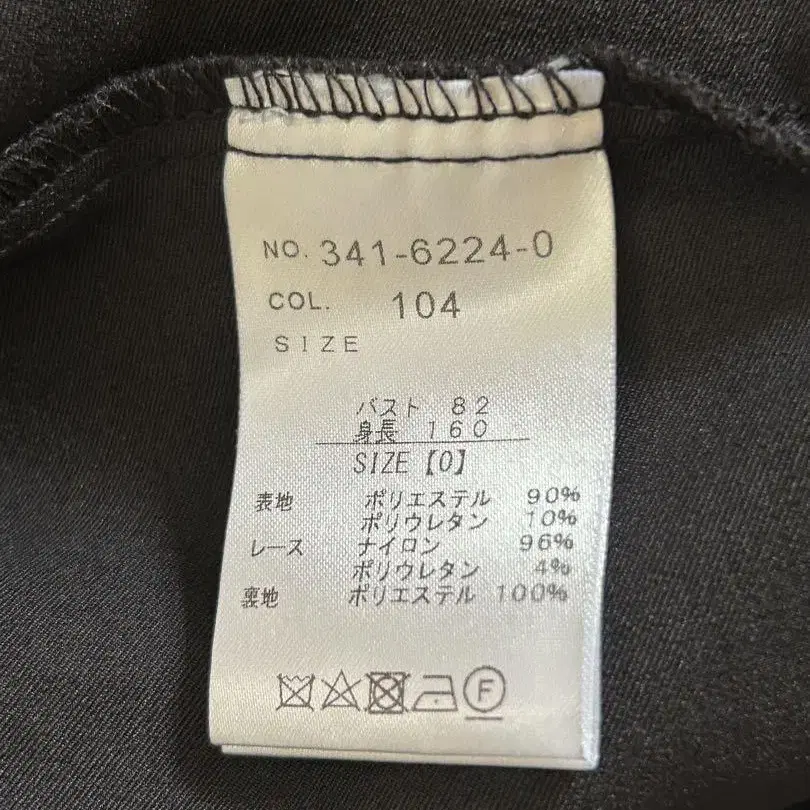 NO. 341-6224-0
COL. 104
SIZE
バスト 82
身長 160
SIZE【0】
表地 ポリエステル 90%
ポリウレタン 10%
レース ナイロン 96%
ポリウレタン 4%
裏地 ポリエステル 100%
F